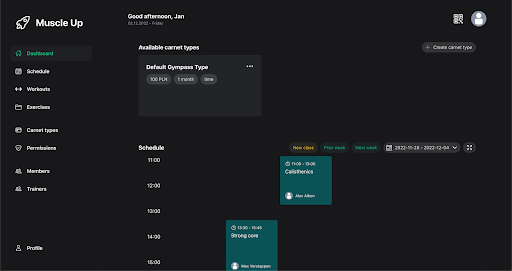 Muscle Up
Good afternoon, Jan
02.12.2022 - Friday
Dashboard
Schedule
Workouts
Exercises
Carnet types
Permissions
Members
Trainers
Profile
Available carnet types
Create carnet type
Default Gympass Type
100 PLN
1 month
time
Schedule
New class
Prev week
Next week
2022-11-28 - 2022-12-04
11:00
12:00
13:00
14:00
15:00
11:00 - 13:00
Calisthenics
Alex Albon
13:30 - 15:45
Strong core
Max Verstappen